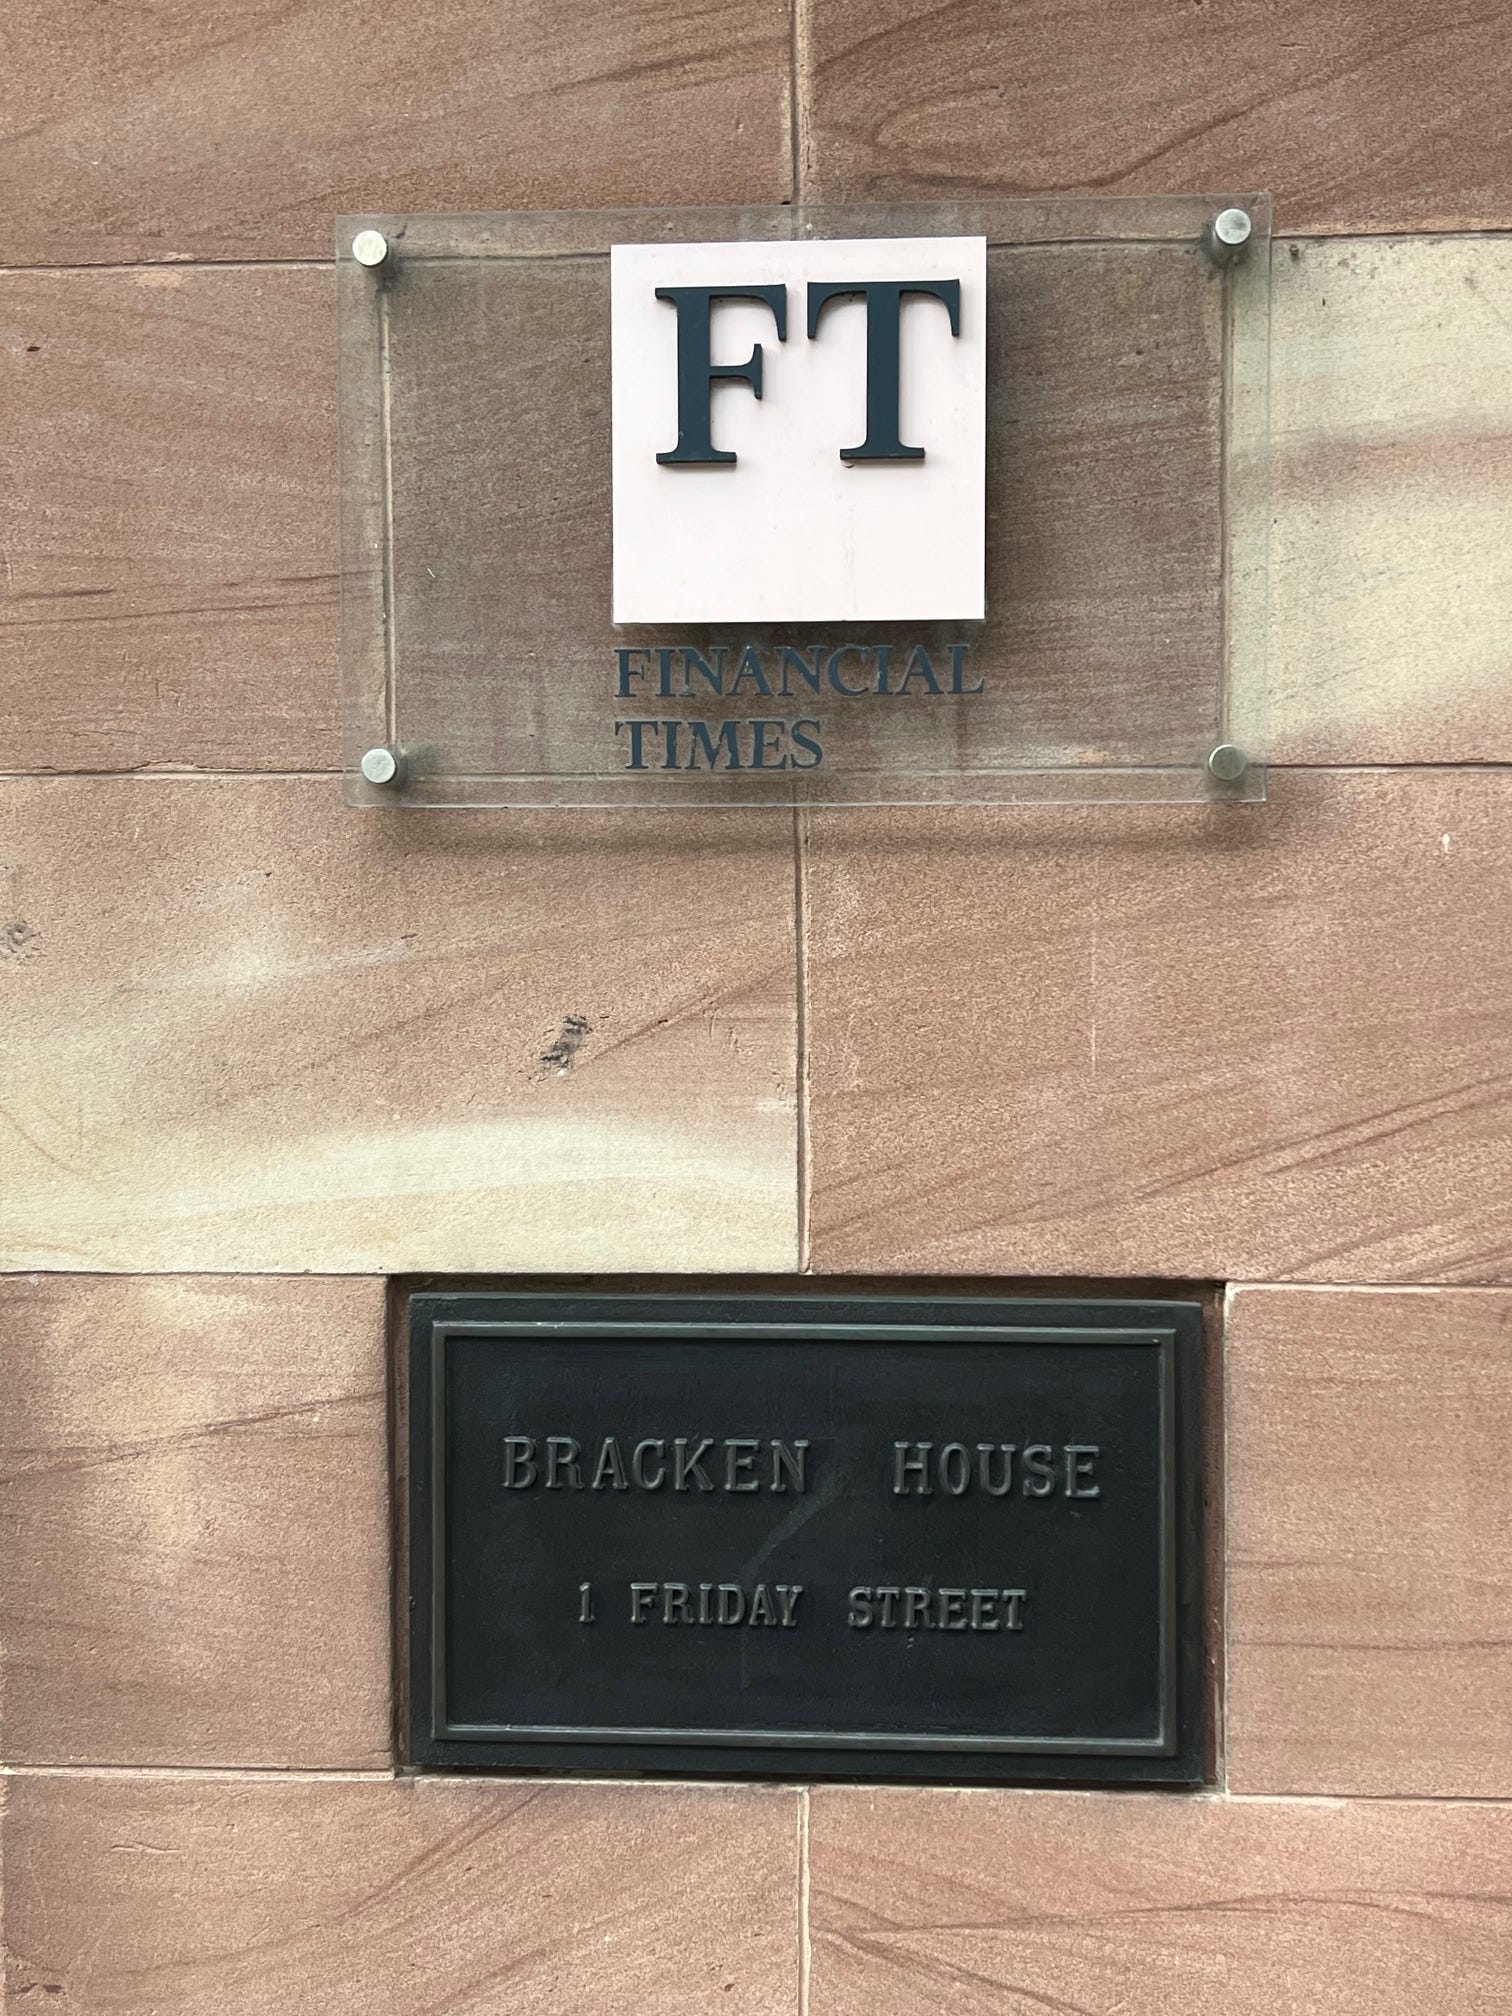 FT
FINANCIAL
TIMES
BRACKEN HOUSE
1 FRIDAY STREET